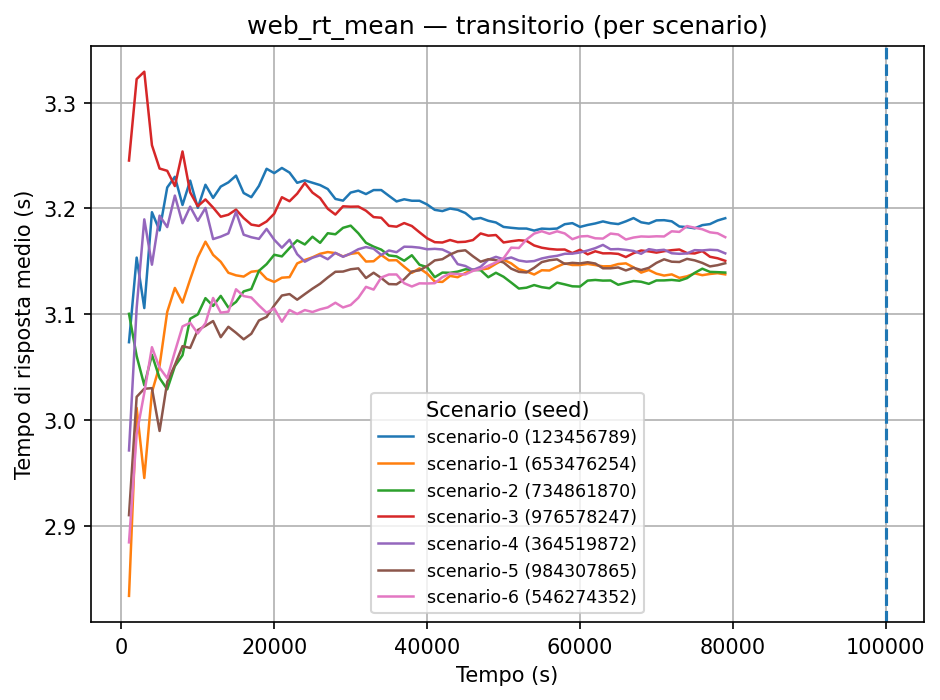 web_rt_mean — transitorio (per scenario)
Tempo di risposta medio (s)
3.3
3.2
3.1
3.0
2.9
Scenario (seed)
scenario-0 (123456789)
scenario-1 (653476254)
scenario-2 (734861870)
scenario-3 (976578247)
scenario-4 (364519872)
scenario-5 (984307865)
scenario-6 (546274352)
0 20000 40000 60000 80000 100000
Tempo (s)